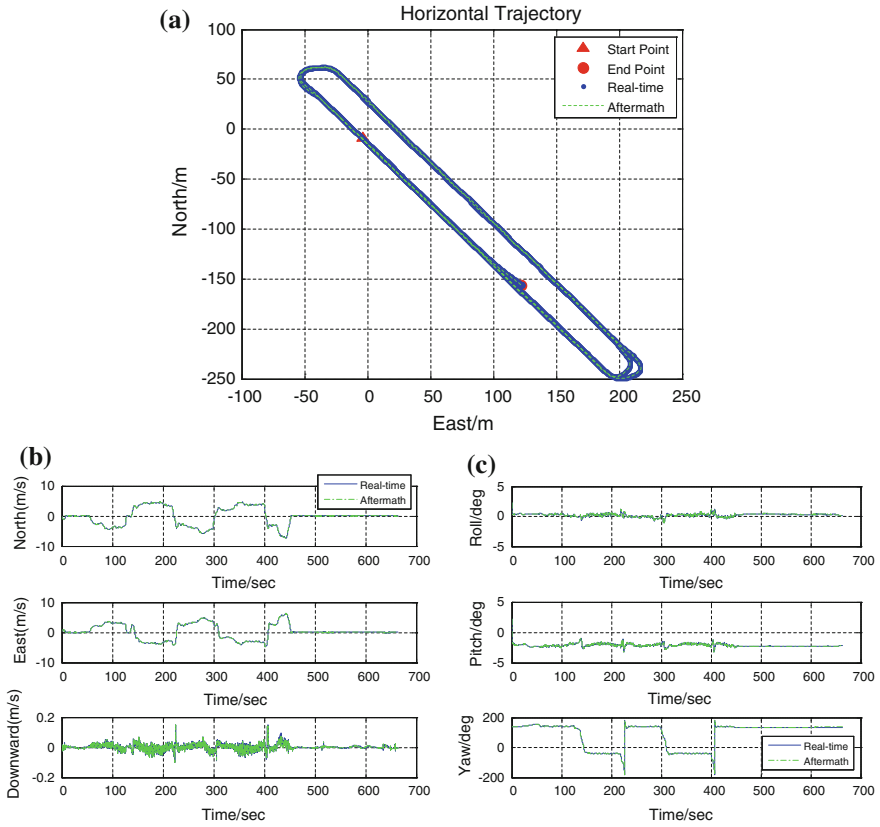 (a)
Horizontal Trajectory
100
50
0
-50
-100
-150
-200
-250
North/m
-100
-50
0
50
100
150
200
250
East/m
Start Point
End Point
Real-time
Aftermath
(b)
10
0
-10
North(m/s)
Real-time
Aftermath
0 100 200 300 400 500 600 700
Time/sec
10
0
-10
East(m/s)
0 100 200 300 400 500 600 700
Time/sec
0.2
0
-0.2
Downward(m/s)
0 100 200 300 400 500 600 700
Time/sec
(c)
5
0
-5
Roll/deg
0 100 200 300 400 500 600 700
Time/sec
5
0
-5
Pitch/deg
0 100 200 300 400 500 600 700
Time/sec
200
0
-200
Yaw/deg
Real-time
Aftermath
0 100 200 300 400 500 600 700
Time/sec